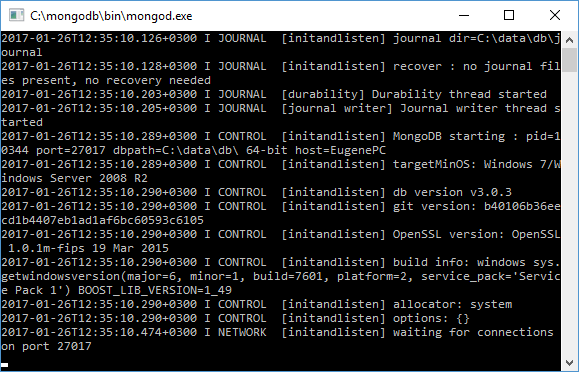 C:\mongodb\bin\mongod.exe
2017-01-26T12:35:10.126+0300 I JOURNAL  [initandlisten] journal dir=C:\data\db\j
ournal
2017-01-26T12:35:10.128+0300 I JOURNAL  [initandlisten] recover : no journal fil
es present, no recovery needed
2017-01-26T12:35:10.203+0300 I JOURNAL  [durability] Durability thread started
2017-01-26T12:35:10.205+0300 I JOURNAL  [journal writer] Journal writer thread s
tarted
2017-01-26T12:35:10.289+0300 I CONTROL  [initandlisten] MongoDB starting : pid=1
0344 port=27017 dbpath=C:\data\db\ 64-bit host=EugenePC
2017-01-26T12:35:10.289+0300 I CONTROL  [initandlisten] targetMinOS: Windows 7/W
indows Server 2008 R2
2017-01-26T12:35:10.290+0300 I CONTROL  [initandlisten] db version v3.0.3
2017-01-26T12:35:10.290+0300 I CONTROL  [initandlisten] git version: b40106b36ee
cd1b4407eb1ad1af6bc60593c6105
2017-01-26T12:35:10.290+0300 I CONTROL  [initandlisten] OpenSSL version: OpenSSL
 1.0.1m-fips 19 Mar 2015
2017-01-26T12:35:10.290+0300 I CONTROL  [initandlisten] build info: windows sys.
getwindowsversion(major=6, minor=1, build=7601, platform=2, service_pack='Servic
e Pack 1') BOOST_LIB_VERSION=1_49
2017-01-26T12:35:10.290+0300 I CONTROL  [initandlisten] allocator: system
2017-01-26T12:35:10.290+0300 I CONTROL  [initandlisten] options: {}
2017-01-26T12:35:10.474+0300 I NETWORK  [initandlisten] waiting for connections
on port 27017